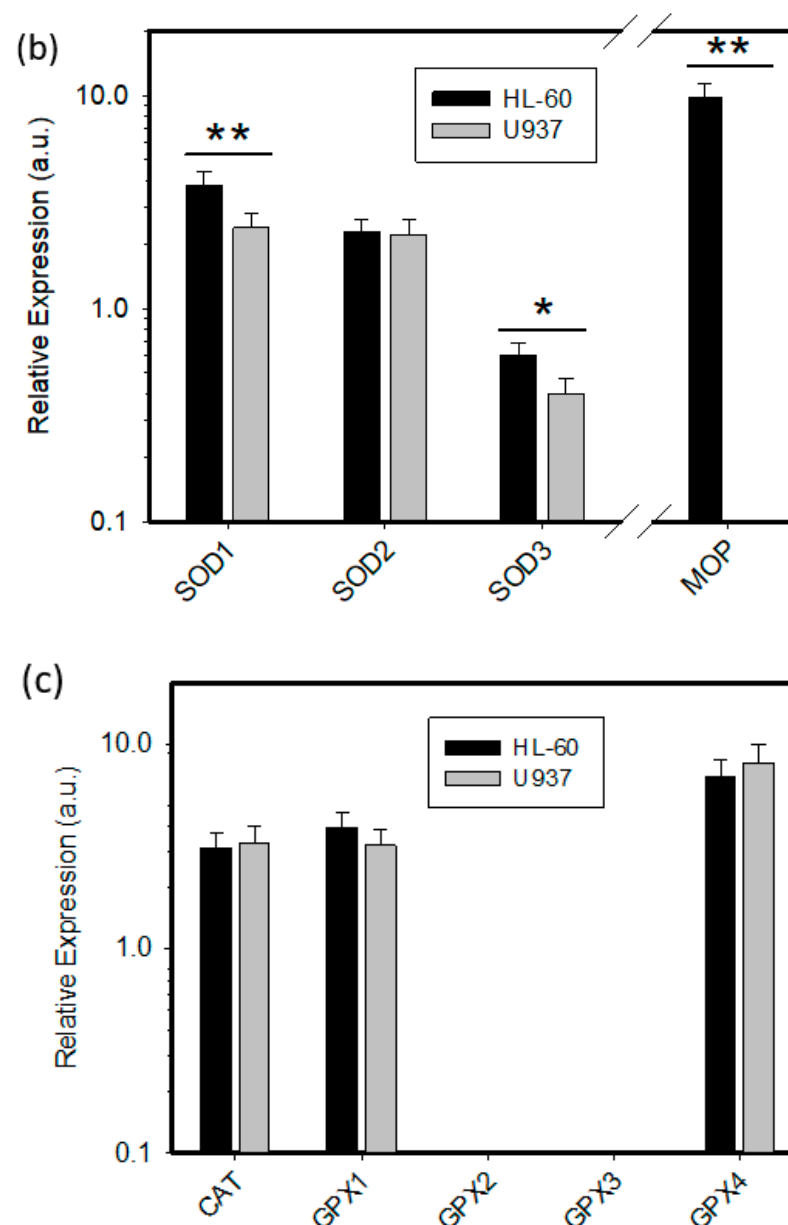 (b)
**
10.0
HL-60
U937
**
*
1.0
0.1
Relative Expression (a.u.)
SOD1
SOD2
SOD3
MOP
(c)
10.0
HL-60
U937
1.0
0.1
Relative Expression (a.u.)
CAT
GPX1
GPX2
GPX3
GPX4